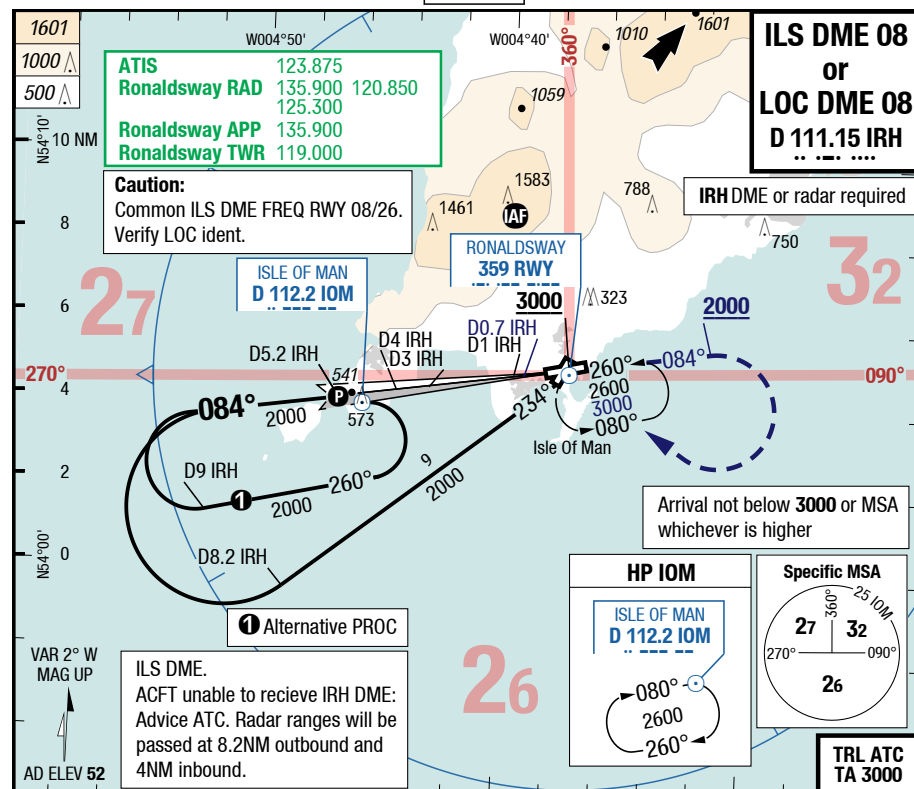 1601
1000
500
W004°50'
W004°40'
360°
1010
1601
1059
ILS DME 08
or
LOC DME 08
D 111.15 IRH
ATIS 123.875
Ronaldsway RAD 135.900 120.850
125.300
Ronaldsway APP 135.900
Ronaldsway TWR 119.000
N54°10'
10 NM
Caution:
Common ILS DME FREQ RWY 08/26.
Verify LOC ident.
IRH DME or radar required
8
1461
1583
IAF
788
750
27
32
ISLE OF MAN
D 112.2 IOM
RONALDSWAY
359 RWY
6
3000
323
2000
D5.2 IRH
D4 IRH
D3 IRH
D0.7 IRH
D1 IRH
270°
541
4
P
573
084°
2000
260°
2600
3000
080°
084°
090°
234°
Isle Of Man
2
D9 IRH
1
2000
260°
9
2000
Arrival not below 3000 or MSA
whichever is higher
N54°00'
0
D8.2 IRH
HP IOM
ISLE OF MAN
D 112.2 IOM
080°
2600
260°
Specific MSA
25 IOM
360°
27
32
270°
090°
26
1 Alternative PROC
26
VAR 2° W
MAG UP
AD ELEV 52
ILS DME.
ACFT unable to recieve IRH DME:
Advice ATC. Radar ranges will be
passed at 8.2NM outbound and
4NM inbound.
TRL ATC
TA 3000